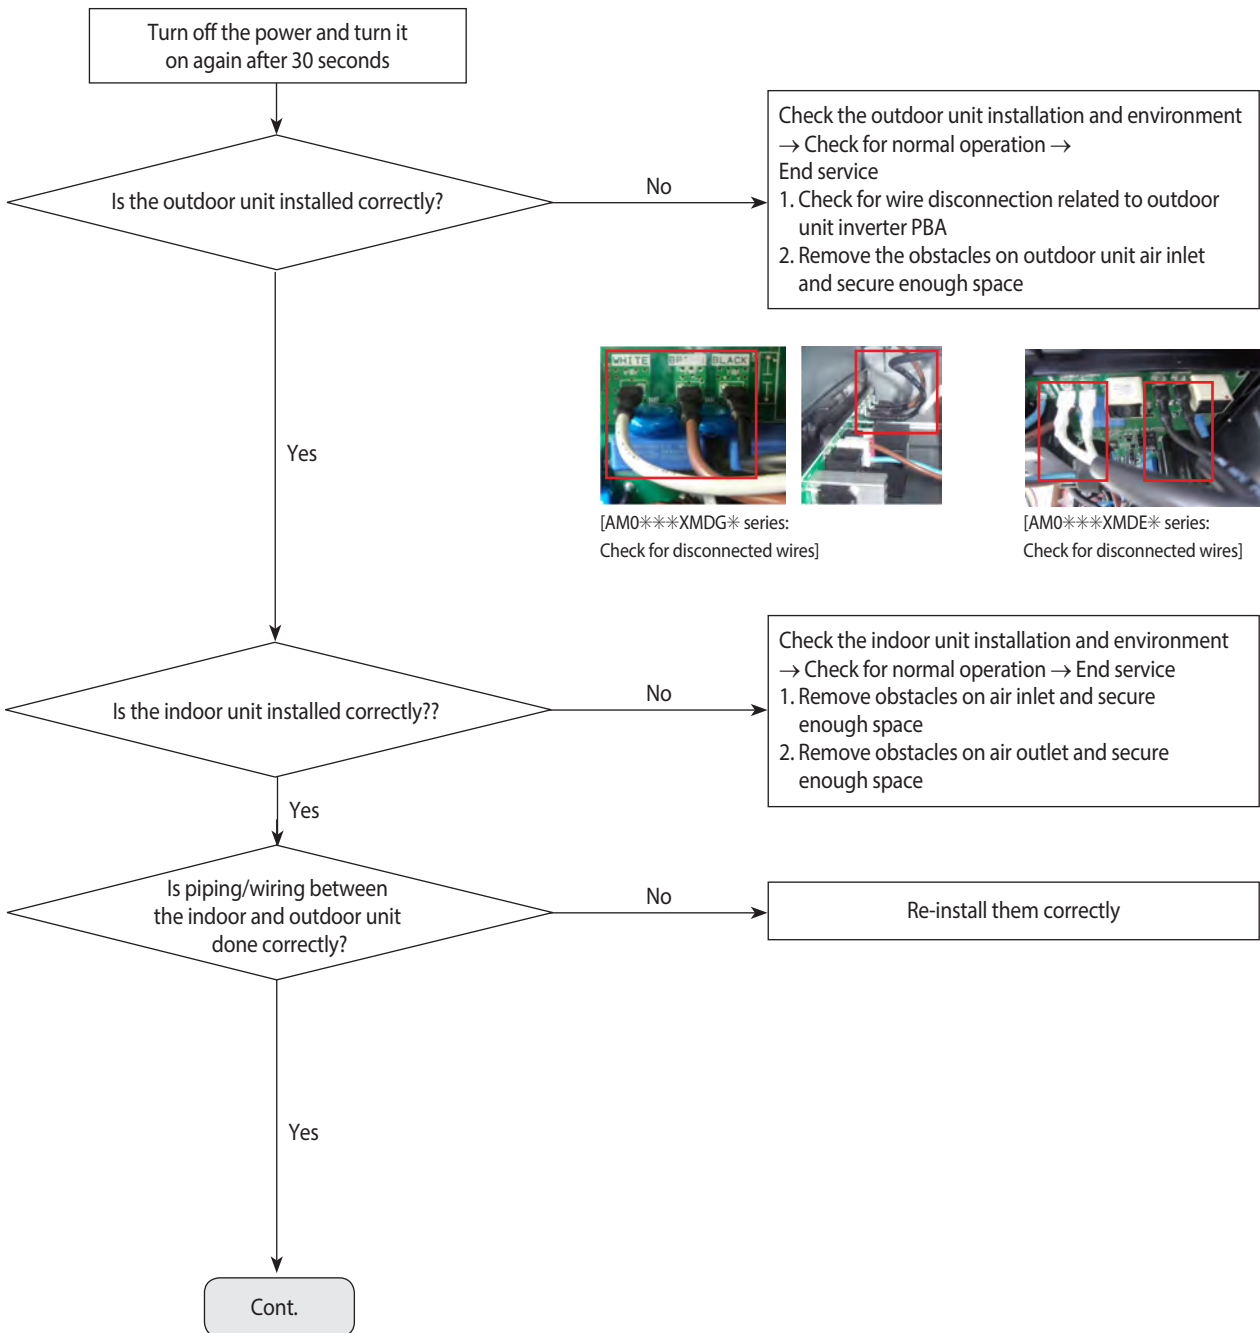 Turn off the power and turn it
on again after 30 seconds
Is the outdoor unit installed correctly?
No
Check the outdoor unit installation and environment
→ Check for normal operation →
End service
1. Check for wire disconnection related to outdoor
unit inverter PBA
2. Remove the obstacles on outdoor unit air inlet
and secure enough space
Yes
WHITE
BLACK
[AM0✳✳✳XMDG✳ series:
Check for disconnected wires]
[AM0✳✳✳XMDE✳ series:
Check for disconnected wires]
Is the indoor unit installed correctly??
No
Check the indoor unit installation and environment
→ Check for normal operation → End service
1. Remove obstacles on air inlet and secure
enough space
2. Remove obstacles on air outlet and secure
enough space
Yes
Is piping/wiring between
the indoor and outdoor unit
done correctly?
No
Re-install them correctly
Yes
Cont.